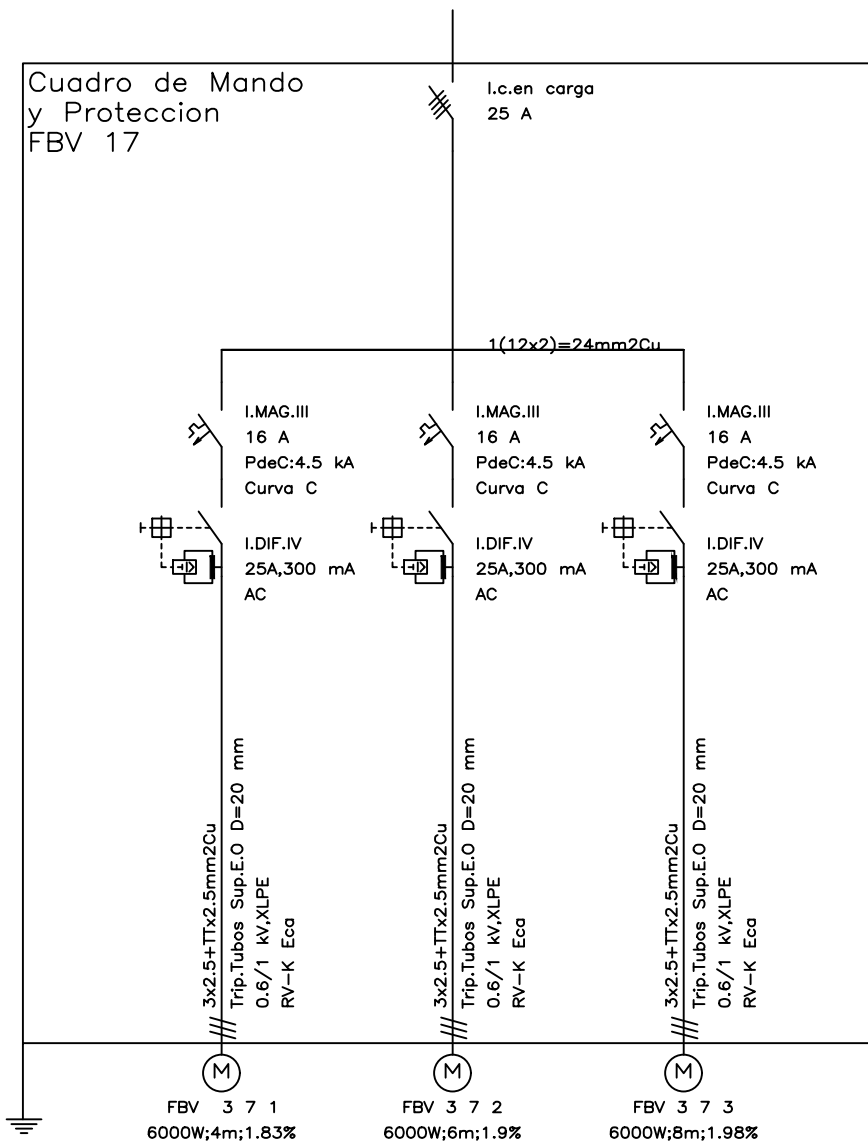 Cuadro de Mando
y Proteccion
FBV 17
I.c.en carga
25 A
1(12x2)=24mm2Cu
I.MAG.III
16 A
PdeC:4.5 kA
Curva C
I.DIF.IV
25A,300 mA
AC
3x2.5+TTx2.5mm2Cu
Trip.Tubos Sup.E.O D=20 mm
0.6/1 kV,XLPE
RV-K Eca
M
FBV 3 7 1
6000W;4m;1.83%
I.MAG.III
16 A
PdeC:4.5 kA
Curva C
I.DIF.IV
25A,300 mA
AC
3x2.5+TTx2.5mm2Cu
Trip.Tubos Sup.E.O D=20 mm
0.6/1 kV,XLPE
RV-K Eca
M
FBV 3 7 2
6000W;6m;1.9%
I.MAG.III
16 A
PdeC:4.5 kA
Curva C
I.DIF.IV
25A,300 mA
AC
3x2.5+TTx2.5mm2Cu
Trip.Tubos Sup.E.O D=20 mm
0.6/1 kV,XLPE
RV-K Eca
M
FBV 3 7 3
6000W;8m;1.98%